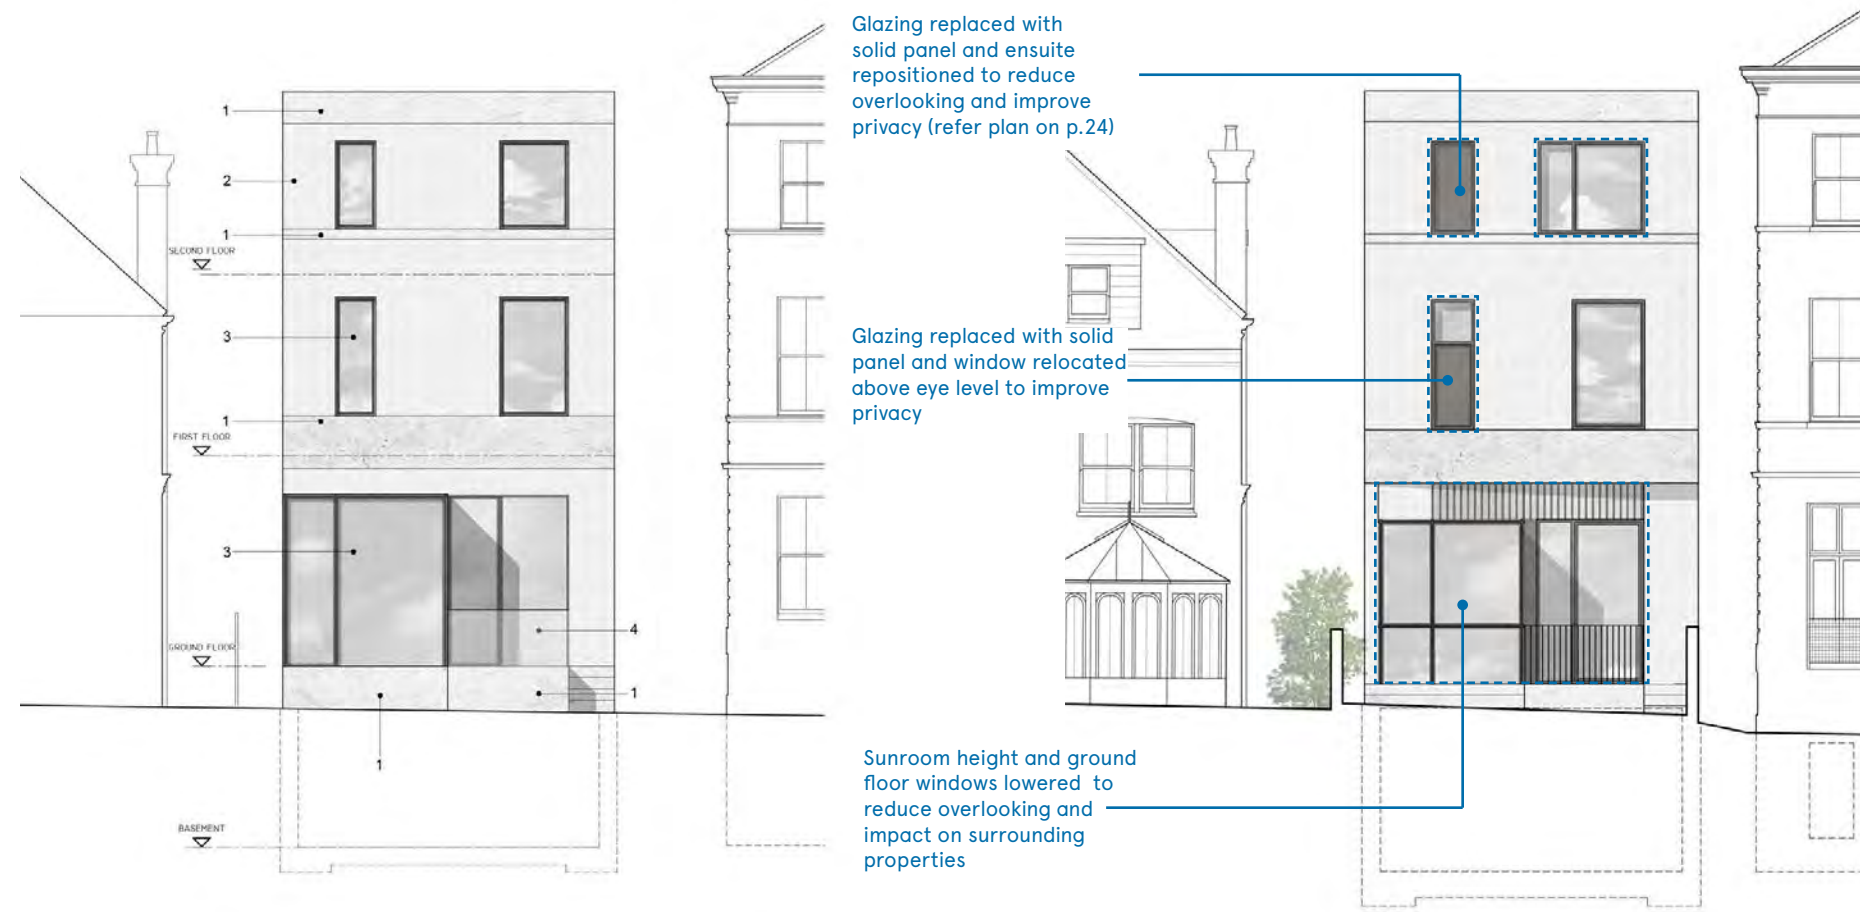 1
2
1
SECOND FLOOR
3
1
FIRST FLOOR
3
GROUND FLOOR
4
1
1
BASEMENT
Glazing replaced with
solid panel and ensuite
repositioned to reduce
overlooking and improve
privacy (refer plan on p.24)
Glazing replaced with solid
panel and window relocated
above eye level to improve
privacy
Sunroom height and ground
floor windows lowered to
reduce overlooking and
impact on surrounding
properties